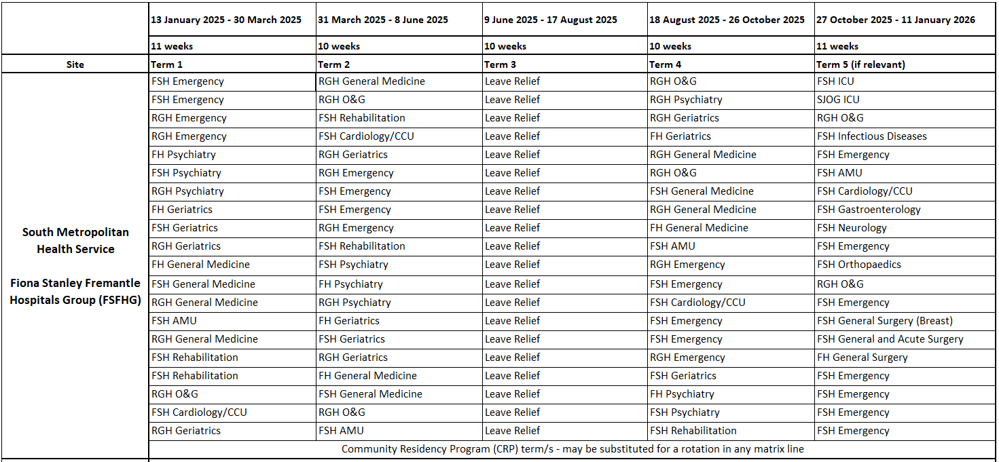 13 January 2025 - 30 March 2025 31 March 2025 - 8 June 2025 9 June 2025 - 17 August 2025 18 August 2025 - 26 October 2025 27 October 2025 - 11 January 2026
11 weeks 10 weeks 10 weeks 10 weeks 11 weeks
Site Term 1 Term 2 Term 3 Term 4 Term 5 (if relevant)
South Metropolitan
Health Service
Fiona Stanley Fremantle
Hospitals Group (FSFHG)
FSH Emergency RGH General Medicine Leave Relief RGH O&G FSH ICU
FSH Emergency RGH O&G Leave Relief RGH Psychiatry SJOG ICU
RGH Emergency FSH Rehabilitation Leave Relief RGH Geriatrics RGH O&G
RGH Emergency FSH Cardiology/CCU Leave Relief FH Geriatrics FSH Infectious Diseases
FH Psychiatry RGH Geriatrics Leave Relief RGH General Medicine FSH Emergency
FSH Psychiatry RGH Emergency Leave Relief RGH O&G FSH AMU
RGH Psychiatry FSH Emergency Leave Relief FSH General Medicine FSH Cardiology/CCU
FH Geriatrics FSH Emergency Leave Relief RGH General Medicine FSH Gastroenterology
FSH Geriatrics RGH Emergency Leave Relief FH General Medicine FSH Neurology
RGH Geriatrics FSH Rehabilitation Leave Relief FSH AMU FSH Emergency
FH General Medicine FSH Psychiatry Leave Relief RGH Emergency FSH Orthopaedics
FSH General Medicine FH Psychiatry Leave Relief FSH Emergency RGH O&G
RGH General Medicine RGH Psychiatry Leave Relief FSH Cardiology/CCU FSH Emergency
FSH AMU FH Geriatrics Leave Relief FSH Emergency FSH General Surgery (Breast)
RGH General Medicine FSH Geriatrics Leave Relief FSH Emergency FSH General and Acute Surgery
FSH Rehabilitation RGH Geriatrics Leave Relief RGH Emergency FH General Surgery
FSH Rehabilitation FH General Medicine Leave Relief FSH Geriatrics FSH Emergency
RGH O&G FSH General Medicine Leave Relief FH Psychiatry FSH Emergency
FSH Cardiology/CCU RGH O&G Leave Relief FSH Psychiatry FSH Emergency
RGH Geriatrics FSH AMU Leave Relief FSH Rehabilitation FSH Emergency
Community Residency Program (CRP) term/s - may be substituted for a rotation in any matrix line